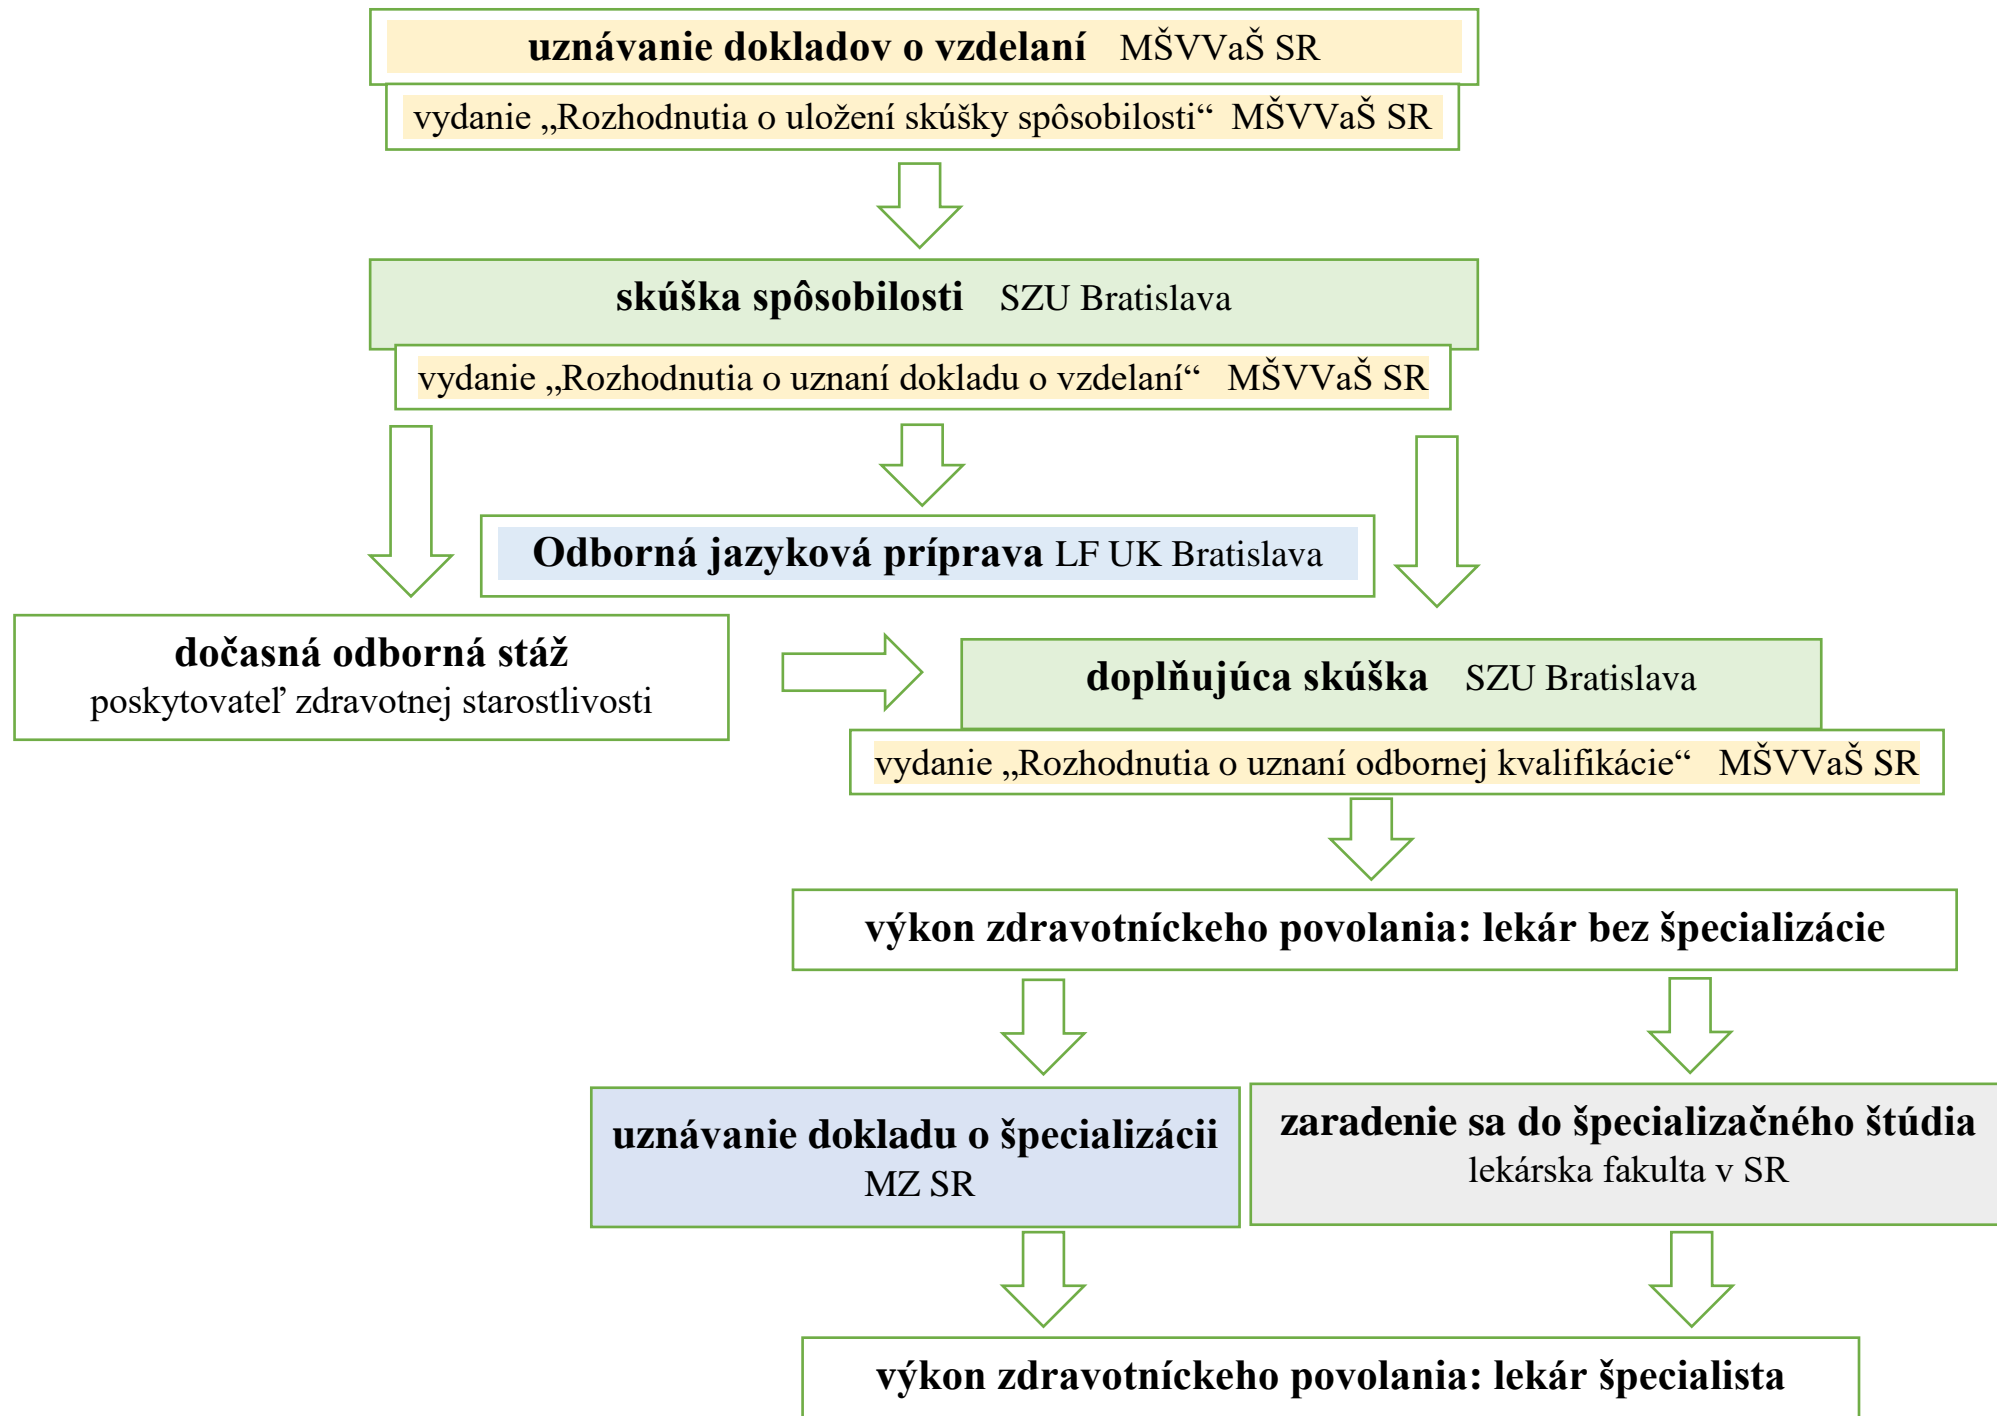 uznávanie dokladov o vzdelaní MŠVVaŠ SR
vydanie „Rozhodnutia o uložení skúšky spôsobilosti“ MŠVVaŠ SR
skúška spôsobilosti SZU Bratislava
vydanie „Rozhodnutia o uznaní dokladu o vzdelaní“ MŠVVaŠ SR
Odborná jazyková príprava LF UK Bratislava
dočasná odborná stáž
poskytovateľ zdravotnej starostlivosti
doplňujúca skúška SZU Bratislava
vydanie „Rozhodnutia o uznaní odbornej kvalifikácie“ MŠVVaŠ SR
výkon zdravotníckeho povolania: lekár bez špecializácie
uznávanie dokladu o špecializácii
MZ SR
zaradenie sa do špecializačného štúdia
lekárska fakulta v SR
výkon zdravotníckeho povolania: lekár špecialista